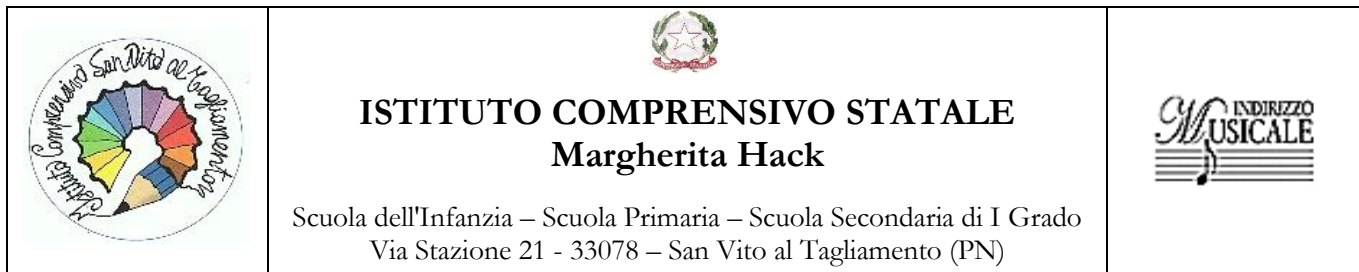 Istituto Comprensivo San Vito al Tagliamento
ISTITUTO COMPRENSIVO STATALE
Margherita Hack
Scuola dell'Infanzia – Scuola Primaria – Scuola Secondaria di I Grado
Via Stazione 21 - 33078 – San Vito al Tagliamento (PN)
INDIRIZZO
MUSICALE